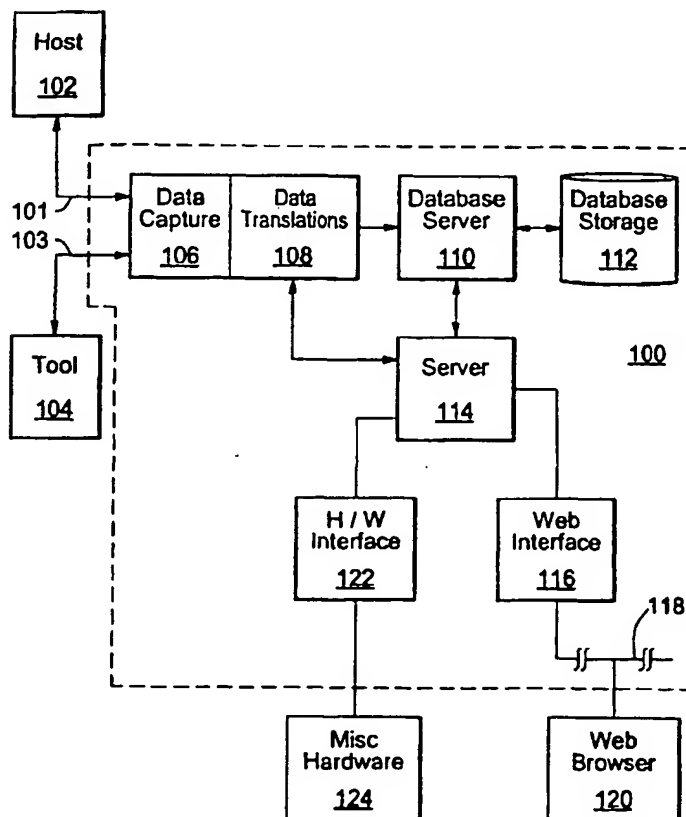 Host
102
101
103
Data
Capture
106
Data
Translations
108
Database
Server
110
Database
Storage
112
Tool
104
Server
114
100
H / W
Interface
122
Web
Interface
116
118
Misc
Hardware
124
Web
Browser
120